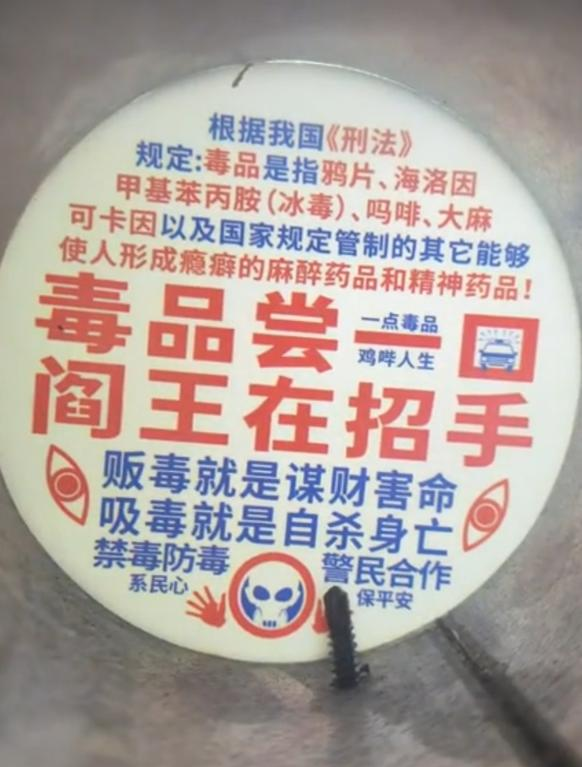 根据我国《刑法》
规定:毒品是指鸦片、海洛因
甲基苯丙胺(冰毒)、吗啡、大麻
可卡因以及国家规定管制的其它能够
使人形成瘾癖的麻醉药品和精神药品!
毒品尝一
一点毒品
鸡哔人生
阎王在招手
贩毒就是谋财害命
吸毒就是自杀身亡
禁毒防毒
系民心
警民合作
保平安